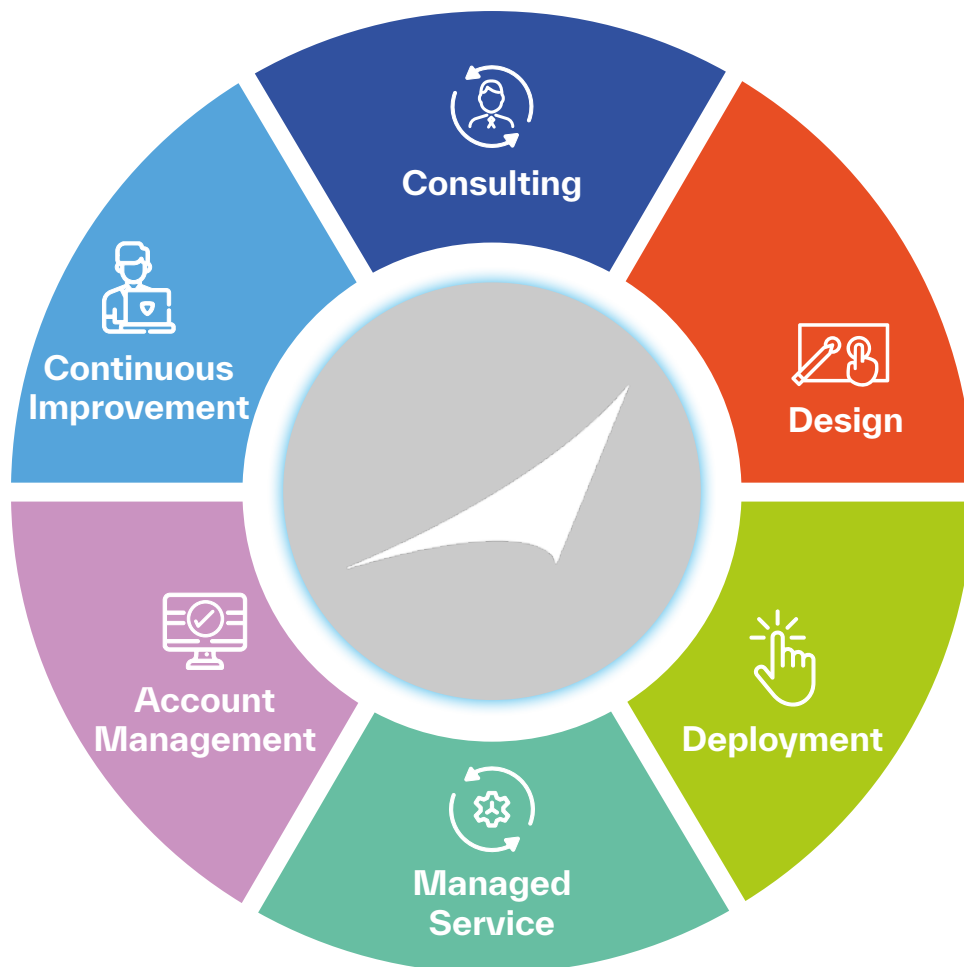 Consulting
Design
Deployment
Managed
Service
Account
Management
Continuous
Improvement